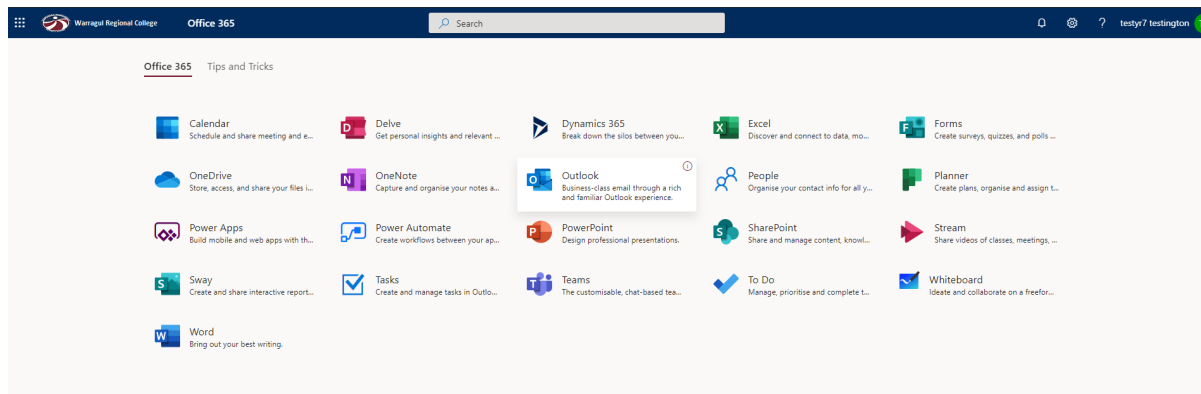 Warragul Regional College Office 365 Search ? testyr7 testington
Office 365 Tips and Tricks
Calendar
Schedule and share meeting and e...
Delve
Get personal insights and relevant ...
Dynamics 365
Break down the silos between you...
Excel
Discover and connect to data, mo...
Forms
Create surveys, quizzes, and polls ...
OneDrive
Store, access, and share your files i...
OneNote
Capture and organise your notes a...
Outlook
Business-class email through a rich
and familiar Outlook experience.
People
Organise your contact info for all y...
Planner
Create plans, organise and assign t...
Power Apps
Build mobile and web apps with th...
Power Automate
Create workflows between your ap...
PowerPoint
Design professional presentations.
SharePoint
Share and manage content, knowl...
Stream
Share videos of classes, meetings, ...
Sway
Create and share interactive report...
Tasks
Create and manage tasks in Outlo...
Teams
The customisable, chat-based tea...
To Do
Manage, prioritise and complete t...
Whiteboard
Ideate and collaborate on a freefor...
Word
Bring out your best writing.